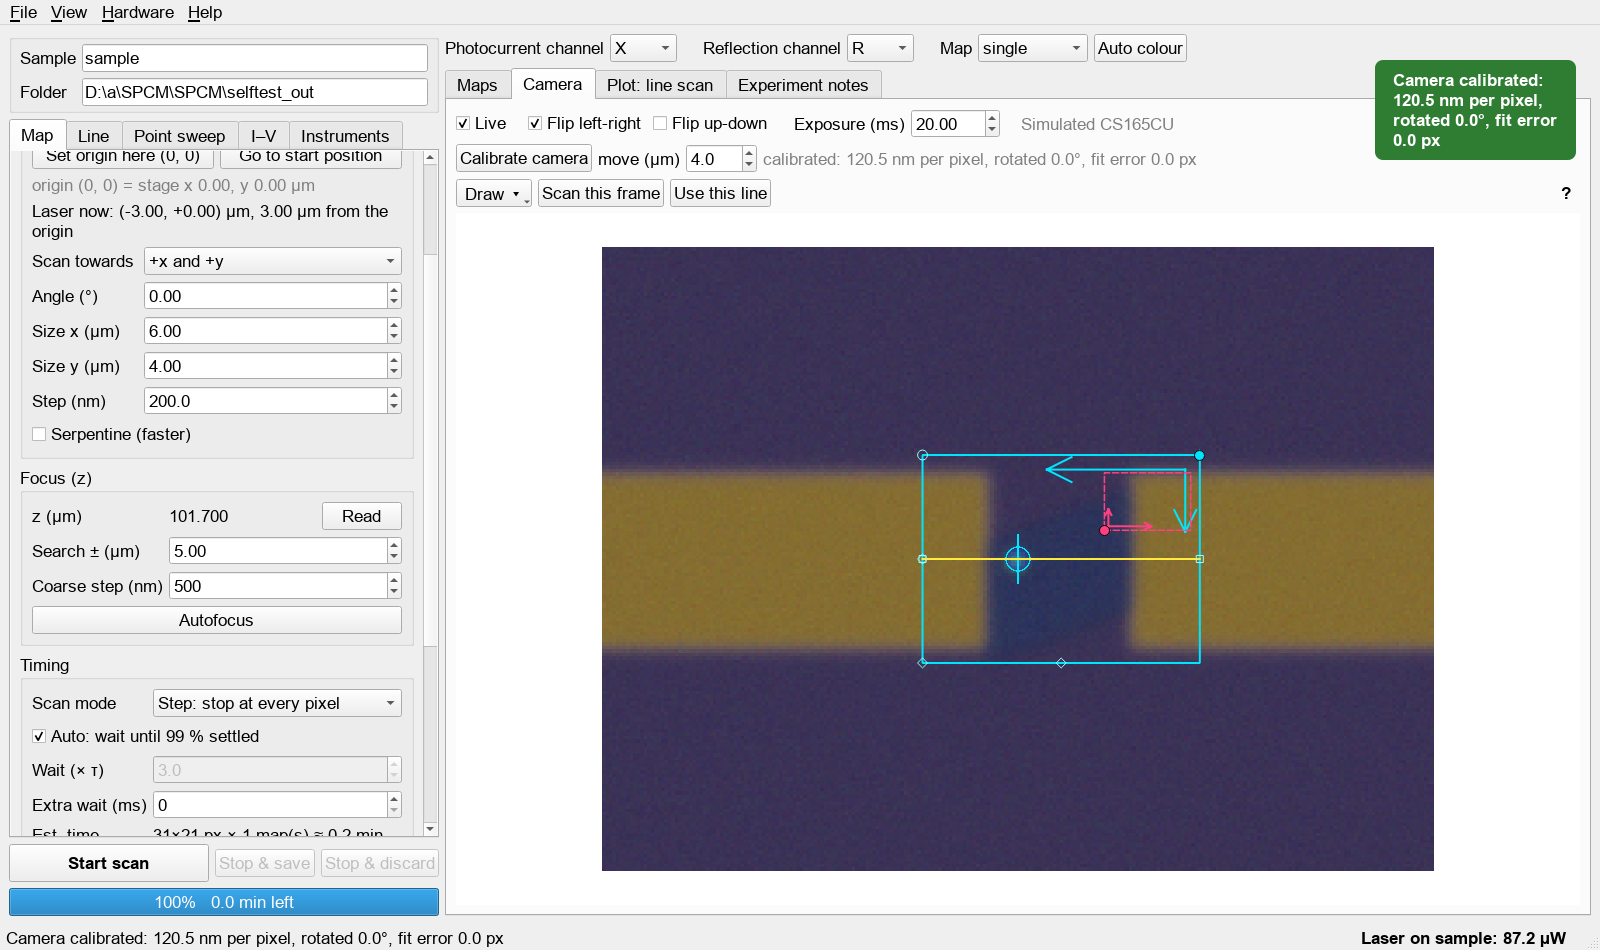 File View Hardware Help
Sample sample
Folder D:\a\SPCM\SPCM\selftest_out
Map Line Point sweep I–V Instruments
Set origin here (0, 0) Go to start position
origin (0, 0) = stage x 0.00, y 0.00 µm
Laser now: (-3.00, +0.00) µm, 3.00 µm from the
origin
Scan towards +x and +y
Angle (°) 0.00
Size x (µm) 6.00
Size y (µm) 4.00
Step (nm) 200.0
Serpentine (faster)
Focus (z)
z (µm) 101.700 Read
Search ± (µm) 5.00
Coarse step (nm) 500
Autofocus
Timing
Scan mode Step: stop at every pixel
Auto: wait until 99 % settled
Wait (× τ) 3.0
Extra wait (ms) 0
Est. time 31×21 px × 1 map(s) ≈ 0.2 min
Start scan Stop & save Stop & discard
100% 0.0 min left
Photocurrent channel X Reflection channel R Map single Auto colour
Maps Camera Plot: line scan Experiment notes
Live Flip left-right Flip up-down Exposure (ms) 20.00 Simulated CS165CU
Calibrate camera move (µm) 4.0 calibrated: 120.5 nm per pixel, rotated 0.0°, fit error 0.0 px
Draw Scan this frame Use this line ?
Camera calibrated:
120.5 nm per pixel,
rotated 0.0°, fit error
0.0 px
Camera calibrated: 120.5 nm per pixel, rotated 0.0°, fit error 0.0 px
Laser on sample: 87.2 µW